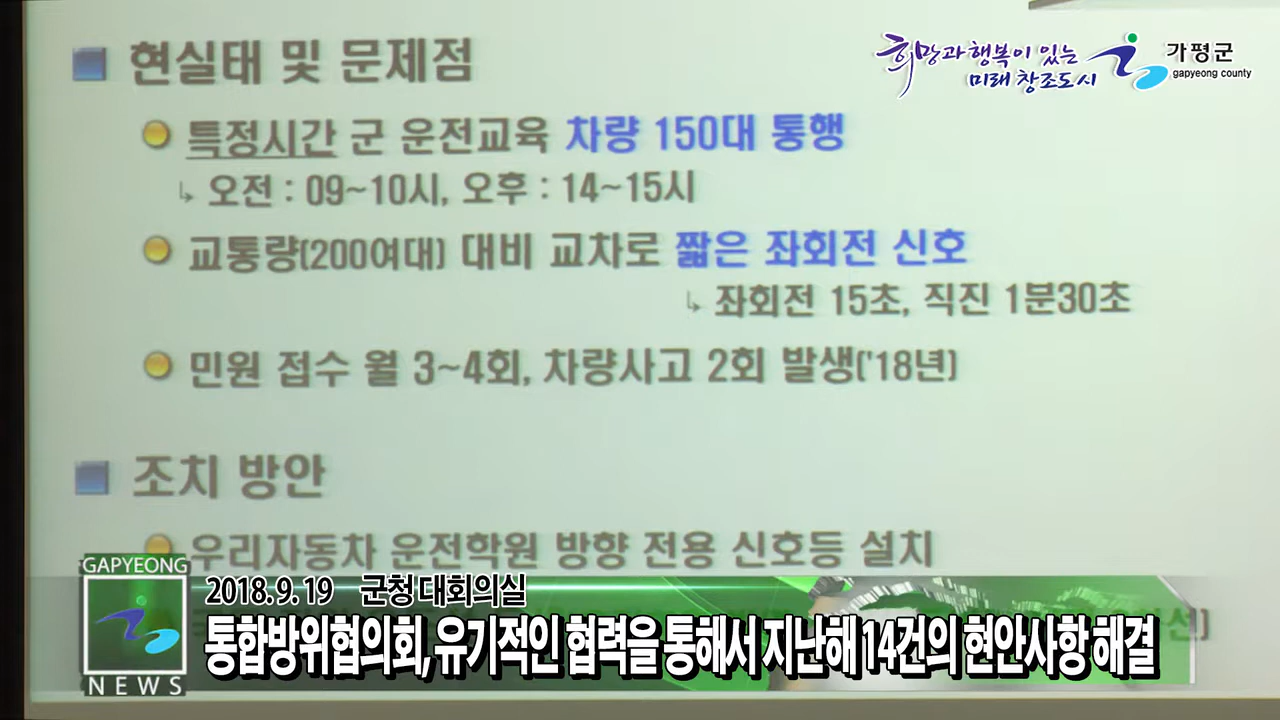 현실태 및 문제점
희망과 행복이 있는
미래 창조도시
가평군
gapyeong county
특정시간 군 운전교육 차량 150대 통행
↳ 오전 : 09~10시, 오후 : 14~15시
교통량(200여대) 대비 교차로 짧은 좌회전 신호
↳ 좌회전 15초, 직진 1분30초
민원 접수 월 3~4회, 차량사고 2회 발생('18년)
조치 방안
우리자동차 운전학원 방향 전용 신호등 설치
GAPYEONG
NEWS
2018. 9. 19 군청 대회의실
통합방위협의회, 유기적인 협력을 통해서 지난해 14건의 현안사항 해결